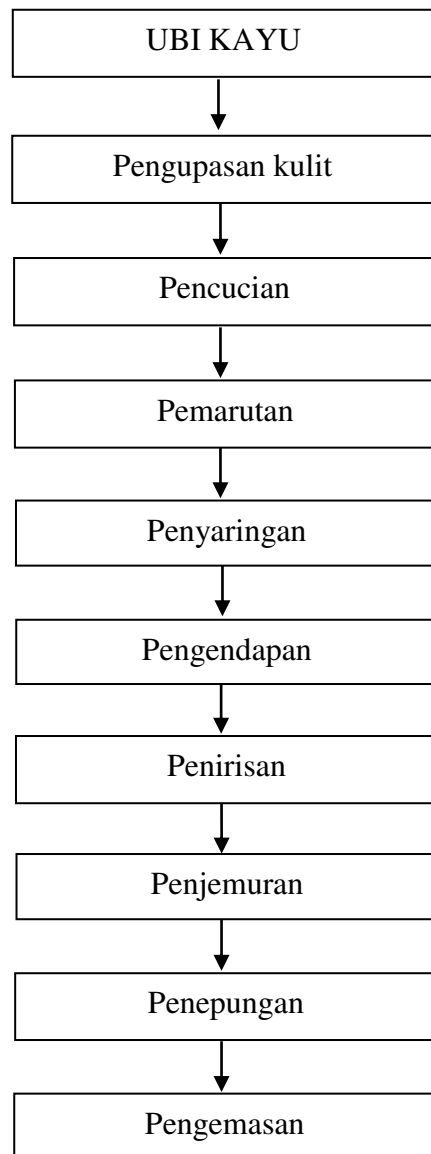 UBI KAYU
Pengupasan kulit
Pencucian
Pemarutan
Penyaringan
Pengendapan
Penirisan
Penjemuran
Penepungan
Pengemasan